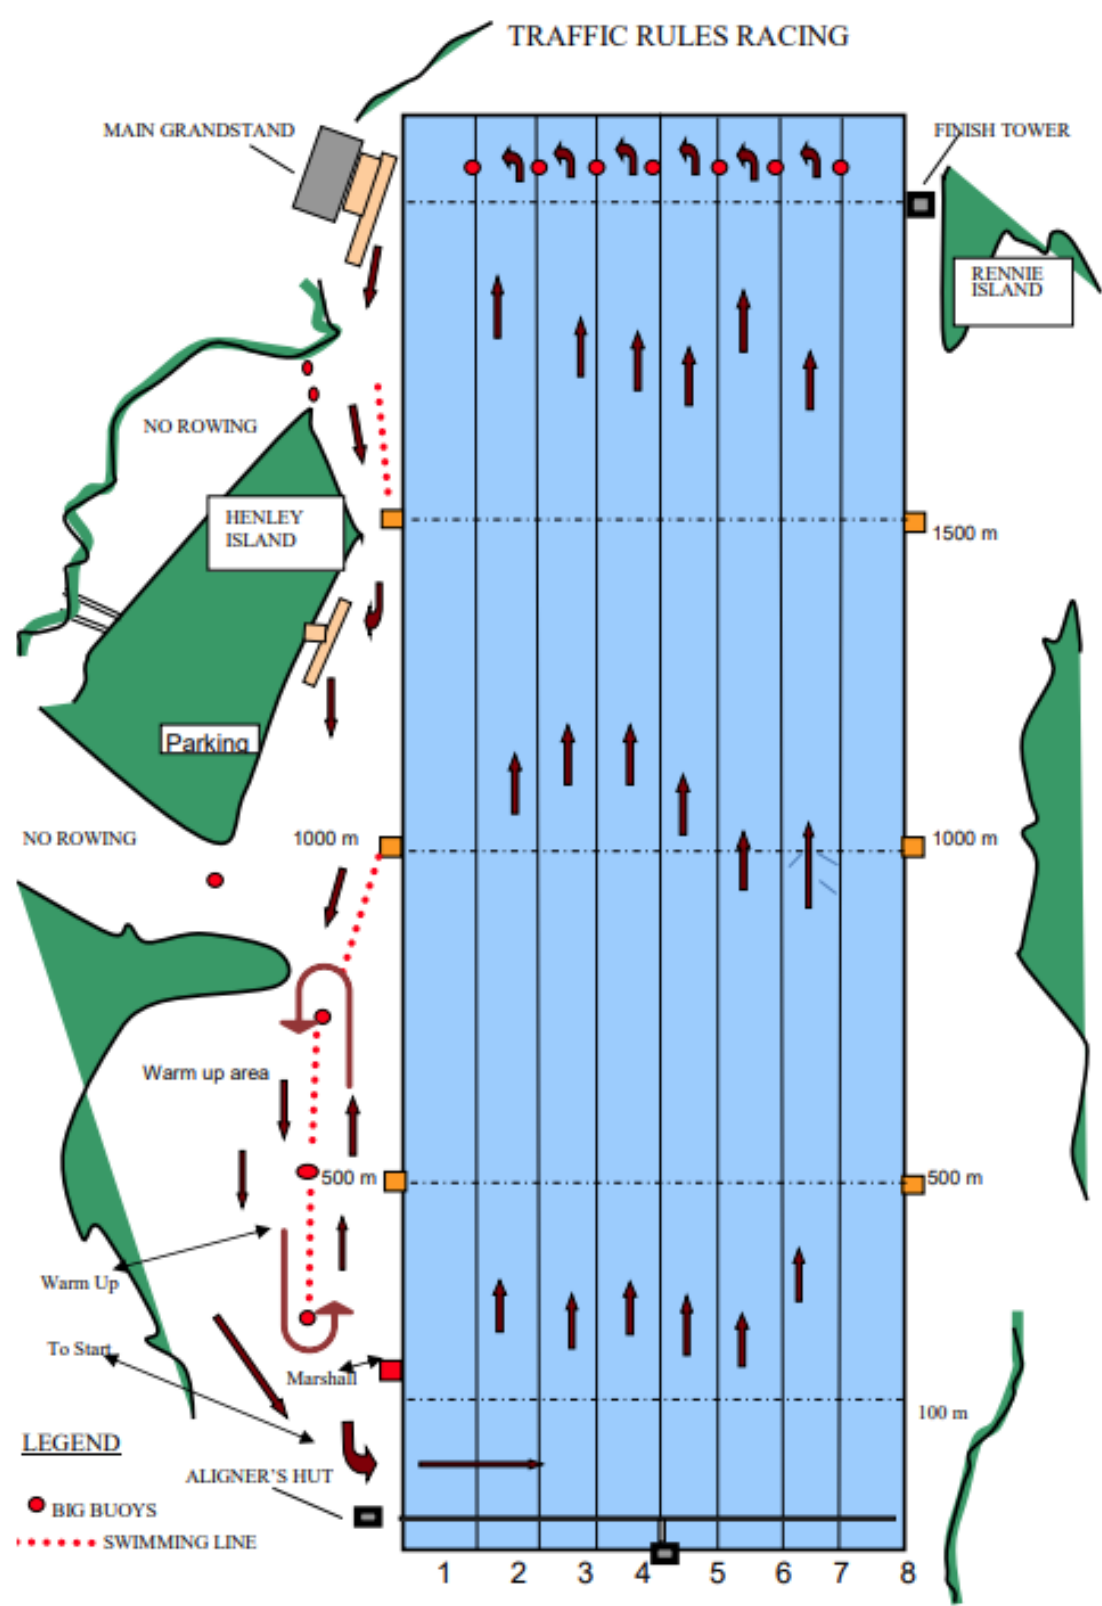 TRAFFIC RULES RACING
MAIN GRANDSTAND
FINISH TOWER
RENNIE
ISLAND
NO ROWING
HENLEY
ISLAND
1500 m
Parking
NO ROWING
1000 m
1000 m
Warm up area
500 m
500 m
Warm Up
To Start
Marshall
100 m
LEGEND
ALIGNER'S HUT
BIG BUOYS
SWIMMING LINE
1 2 3 4 5 6 7 8